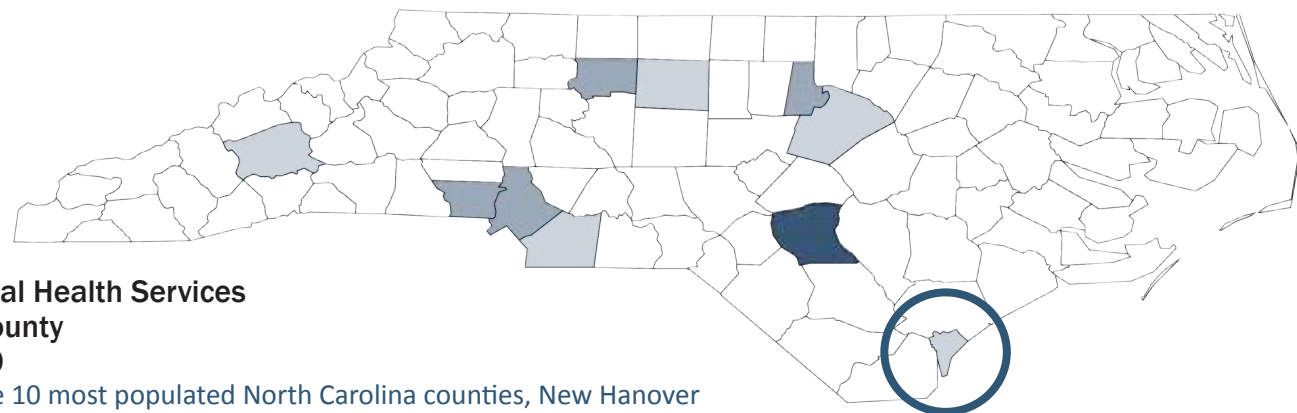 al Health Services
ounty
e 10 most populated North Carolina counties, New Hanover